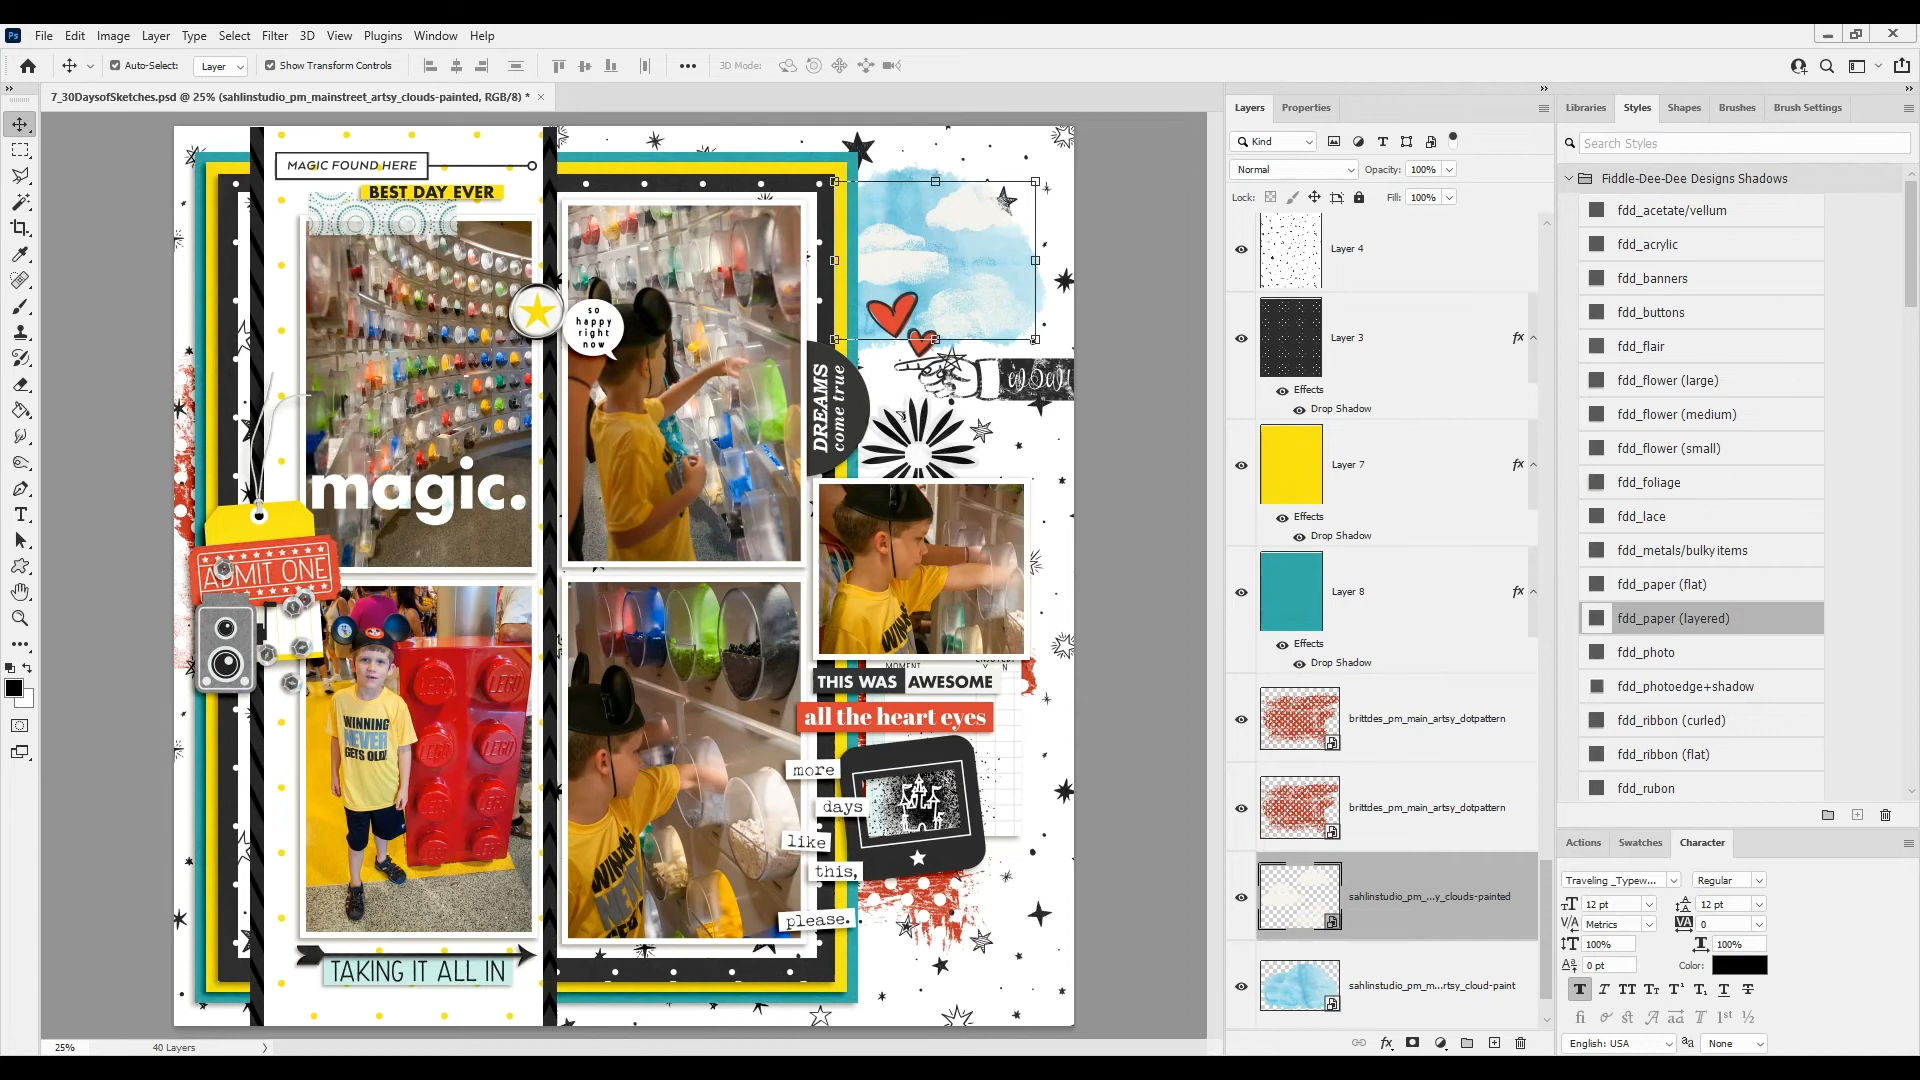 File Edit Image Layer Type Select Filter 3D View Plugins Window Help
Auto-Select: Layer Show Transform Controls 3D Mode:
7_30DaysofSketches.psd @ 25% (sahlinstudio_pm_mainstreet_artsy_clouds-painted, RGB/8) *
MAGIC FOUND HERE
BEST DAY EVER
so
happy
right
now
DREAMS
come true
magic.
ADMIT ONE
WINNING
NEVER
GETS OLD!
LEGO
THIS WAS AWESOME
all the heart eyes
more
days
like
this,
please.
TAKING IT ALL IN
25% 40 Layers
Layers Properties
Kind
Normal Opacity: 100%
Lock: Fill: 100%
Layer 4
Layer 3 fx
Effects
Drop Shadow
Layer 7 fx
Effects
Drop Shadow
Layer 8 fx
Effects
Drop Shadow
brittdes_pm_main_artsy_dotpattern
brittdes_pm_main_artsy_dotpattern
sahlinstudio_pm_...y_clouds-painted
sahlinstudio_pm_m...rtsy_cloud-paint
Libraries Styles Shapes Brushes Brush Settings
Search Styles
Fiddle-Dee-Dee Designs Shadows
fdd_acetate/vellum
fdd_acrylic
fdd_banners
fdd_buttons
fdd_flair
fdd_flower (large)
fdd_flower (medium)
fdd_flower (small)
fdd_foliage
fdd_lace
fdd_metals/bulky items
fdd_paper (flat)
fdd_paper (layered)
fdd_photo
fdd_photoedge+shadow
fdd_ribbon (curled)
fdd_ribbon (flat)
fdd_rubon
Actions Swatches Character
Traveling _Typew... Regular
12 pt 12 pt
Metrics 0
100% 100%
0 pt Color:
English: USA aa None